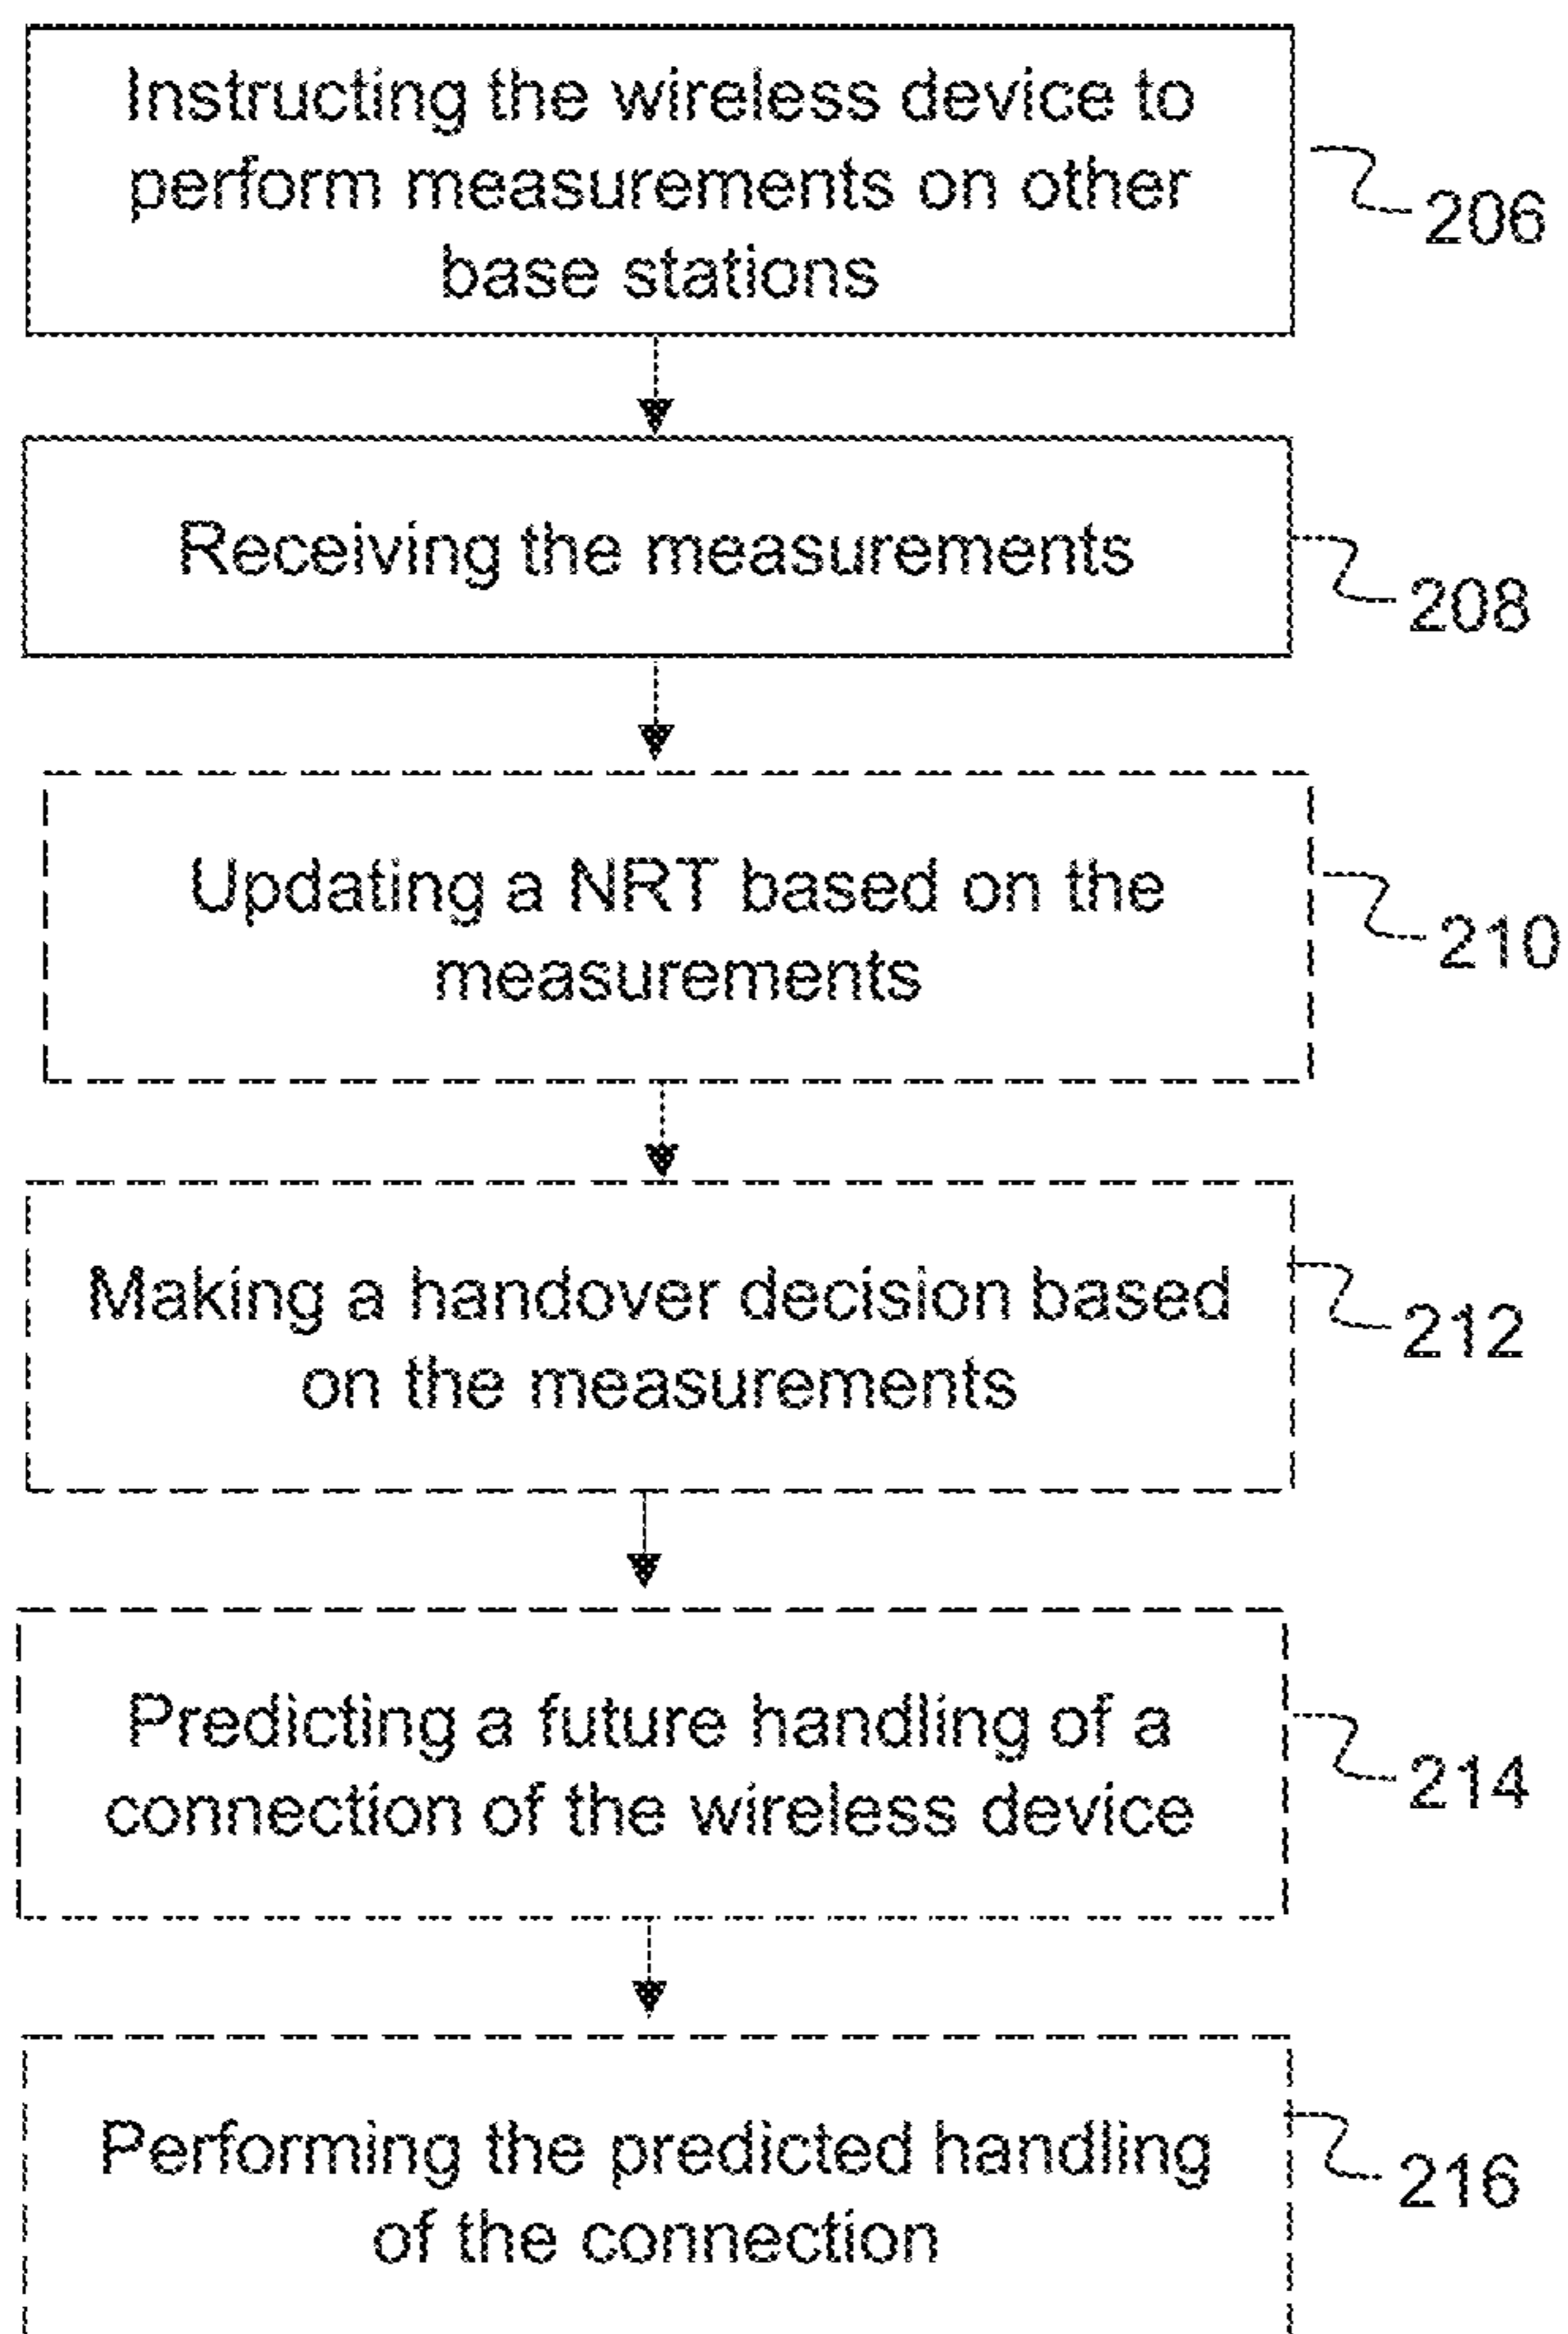 Instructing the wireless device to
perform measurements on other
base stations
206
Receiving the measurements
208
Updating a NRT based on the
measurements
210
Making a handover decision based
on the measurements
212
Predicting a future handling of a
connection of the wireless device
214
Performing the predicted handling
of the connection
216